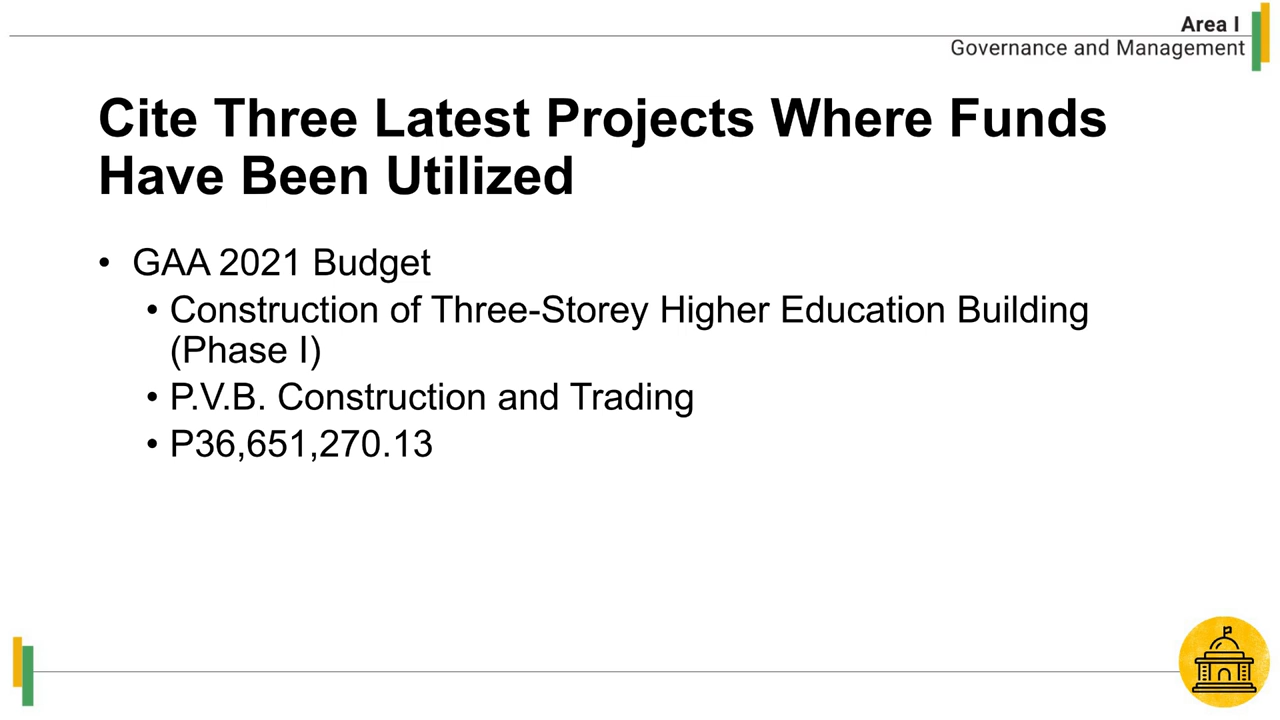 Area I
Governance and Management
Cite Three Latest Projects Where Funds
Have Been Utilized
• GAA 2021 Budget
• Construction of Three-Storey Higher Education Building
(Phase I)
• P.V.B. Construction and Trading
• P36,651,270.13